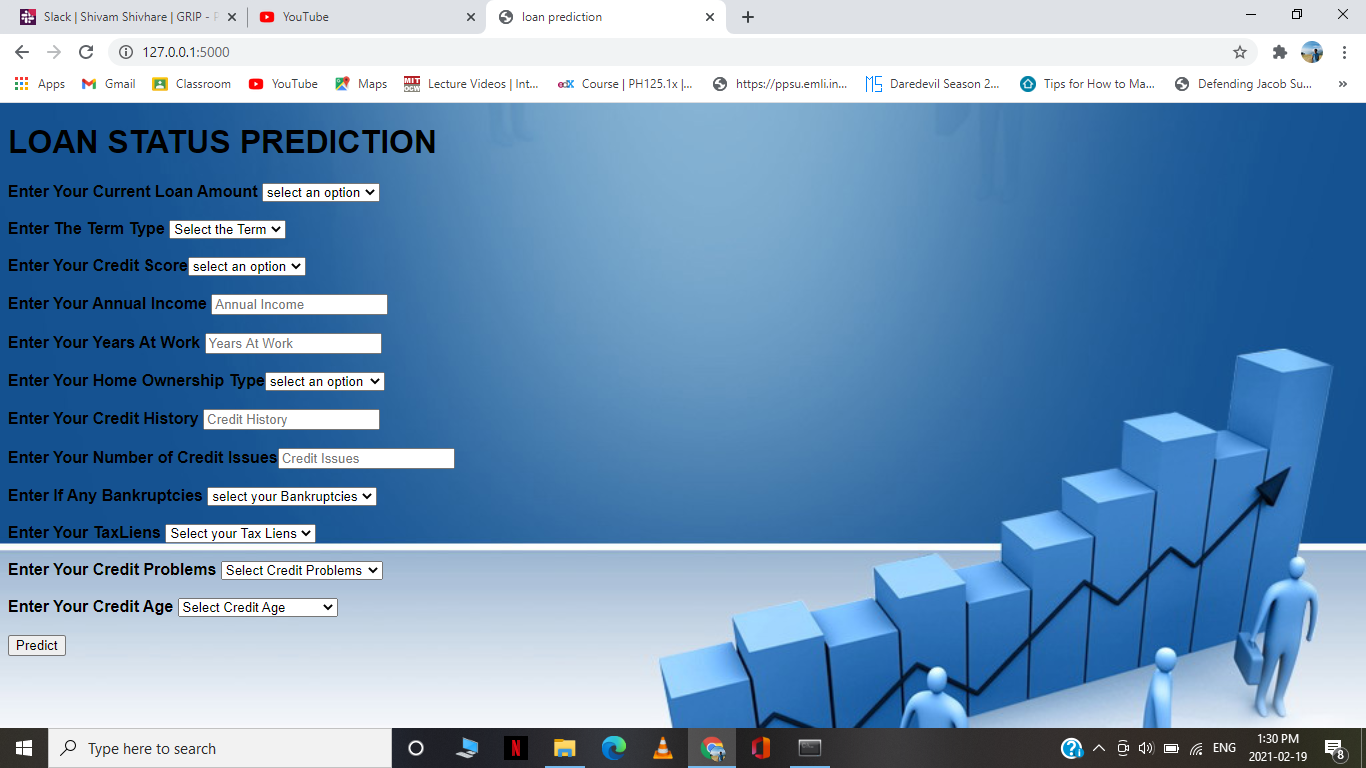 Slack | Shivam Shivhare | GRIP - F
YouTube
loan prediction
127.0.0.1:5000
Apps Gmail Classroom YouTube Maps MIT OCW Lecture Videos | Int... edX Course | PH125.1x |... https://ppsu.emli.in... MS Daredevil Season 2... Tips for How to Ma... Defending Jacob Su... »
LOAN STATUS PREDICTION
Enter Your Current Loan Amount select an option
Enter The Term Type Select the Term
Enter Your Credit Score select an option
Enter Your Annual Income Annual Income
Enter Your Years At Work Years At Work
Enter Your Home Ownership Type select an option
Enter Your Credit History Credit History
Enter Your Number of Credit Issues Credit Issues
Enter If Any Bankruptcies select your Bankruptcies
Enter Your TaxLiens Select your Tax Liens
Enter Your Credit Problems Select Credit Problems
Enter Your Credit Age Select Credit Age
Predict
Type here to search
N
ENG
1:30 PM
2021-02-19
8